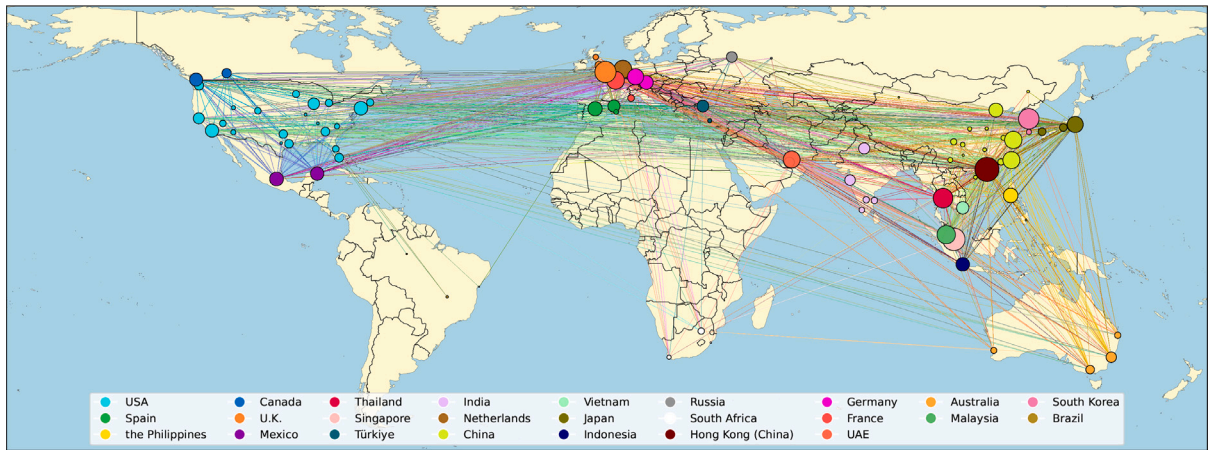 USA Canada Thailand India Vietnam Russia Germany Australia South Korea
Spain U.K. Singapore Netherlands Japan South Africa France Malaysia Brazil
the Philippines Mexico Türkiye China Indonesia Hong Kong (China) UAE